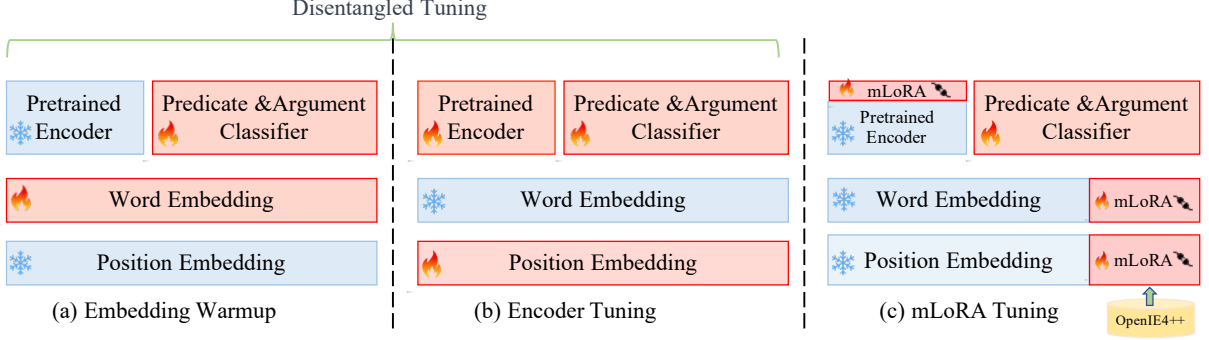 Disentangled Tuning
Pretrained
Encoder
Predicate &Argument
Classifier
Word Embedding
Position Embedding
(a) Embedding Warmup
Pretrained
Encoder
Predicate &Argument
Classifier
Word Embedding
Position Embedding
(b) Encoder Tuning
mLoRA
Pretrained
Encoder
Predicate &Argument
Classifier
Word Embedding
mLoRA
Position Embedding
mLoRA
(c) mLoRA Tuning
OpenIE4++